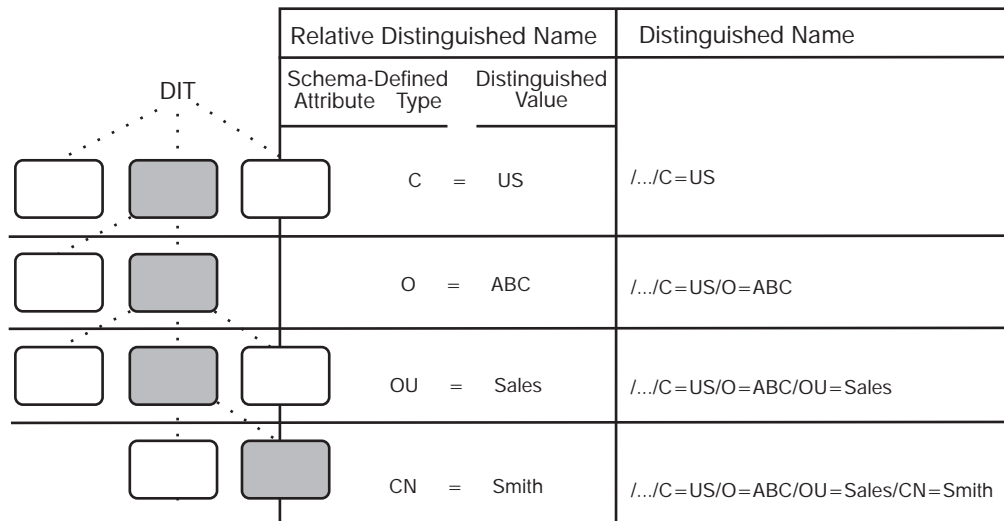 Relative Distinguished Name
Distinguished Name
DIT
Schema-Defined Attribute Type
Distinguished Value
C = US
/.../C=US
O = ABC
/.../C=US/O=ABC
OU = Sales
/.../C=US/O=ABC/OU=Sales
CN = Smith
/.../C=US/O=ABC/OU=Sales/CN=Smith